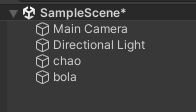 SampleScene*
Main Camera
Directional Light
chao
bola